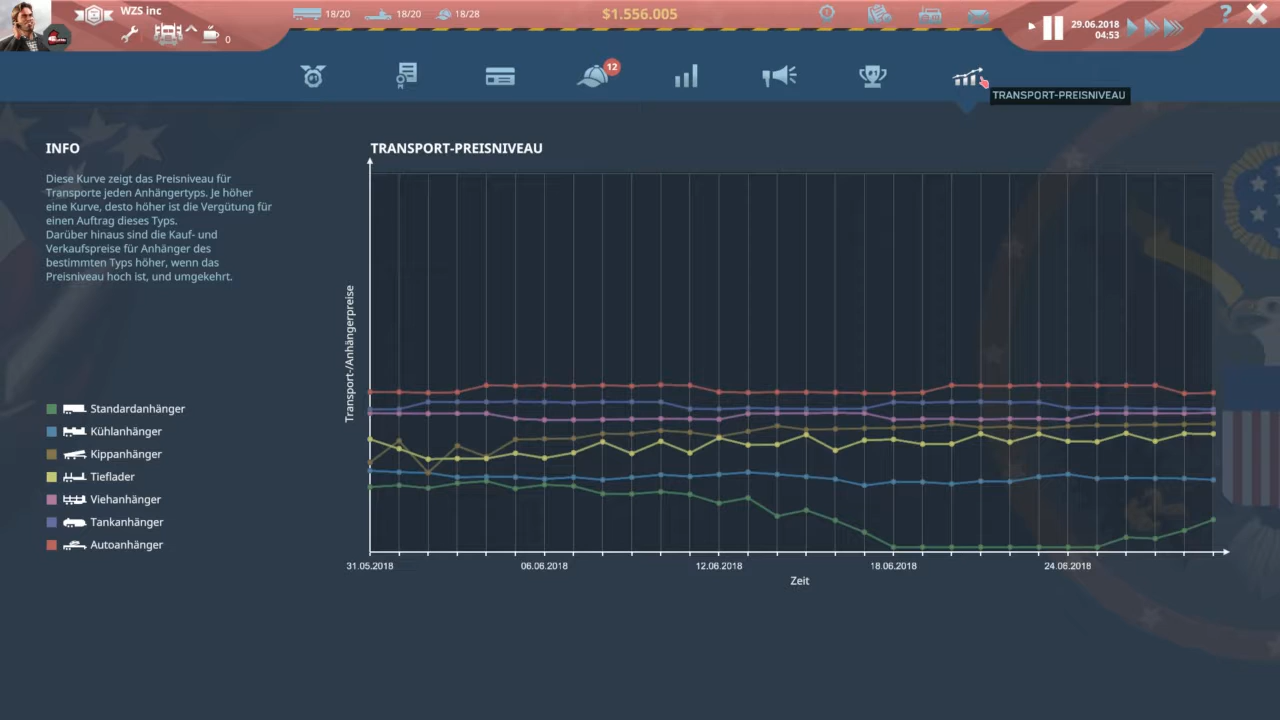 WZS inc
0
18/20
18/20
18/28
$1.556.005
29.06.2018
04:53
?
12
TRANSPORT-PREISNIVEAU
INFO
Diese Kurve zeigt das Preisniveau für
Transporte jeden Anhängertyps. Je höher
eine Kurve, desto höher ist die Vergütung für
einen Auftrag dieses Typs.
Darüber hinaus sind die Kauf- und
Verkaufspreise für Anhänger des
bestimmten Typs höher, wenn das
Preisniveau hoch ist, und umgekehrt.
Standardanhänger
Kühlanhänger
Kippanhänger
Tieflader
Viehanhänger
Tankanhänger
Autoanhänger
TRANSPORT-PREISNIVEAU
Transport-/Anhängerpreise
31.05.2018
06.06.2018
12.06.2018
18.06.2018
24.06.2018
Zeit